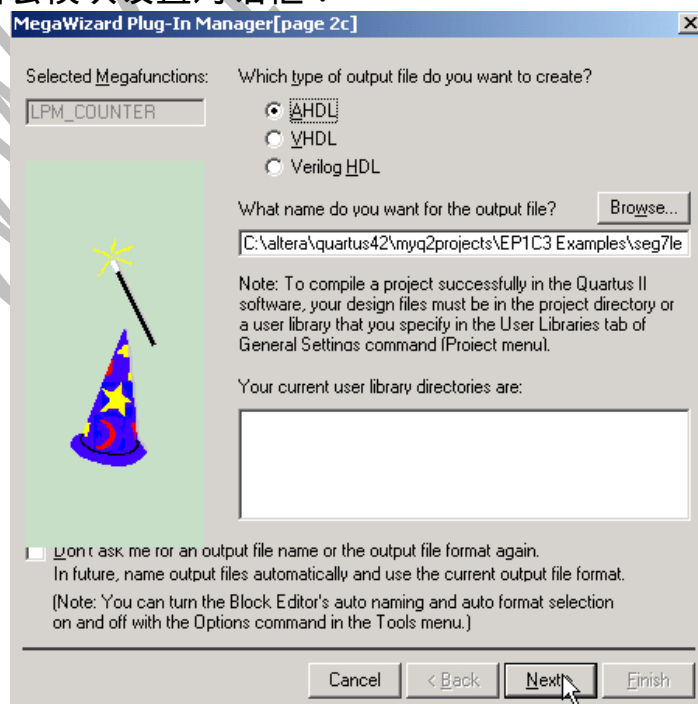 MegaWizard Plug-In Manager[page 2c]
Selected Megafunctions:
LPM_COUNTER
Which type of output file do you want to create?
AHDL
VHDL
Verilog HDL
What name do you want for the output file?
Browse...
C:\altera\quartus42\myq2projects\EP1C3 Examples\seg7le
Note: To compile a project successfully in the Quartus II
software, your design files must be in the project directory or
a user library that you specify in the User Libraries tab of
General Settings command (Project menu).
Your current user library directories are:
Don't ask me for an output file name or the output file format again.
In future, name output files automatically and use the current output file format.
(Note: You can turn the Block Editor's auto naming and auto format selection
on and off with the Options command in the Tools menu.)
Cancel
< Back
Next
Finish